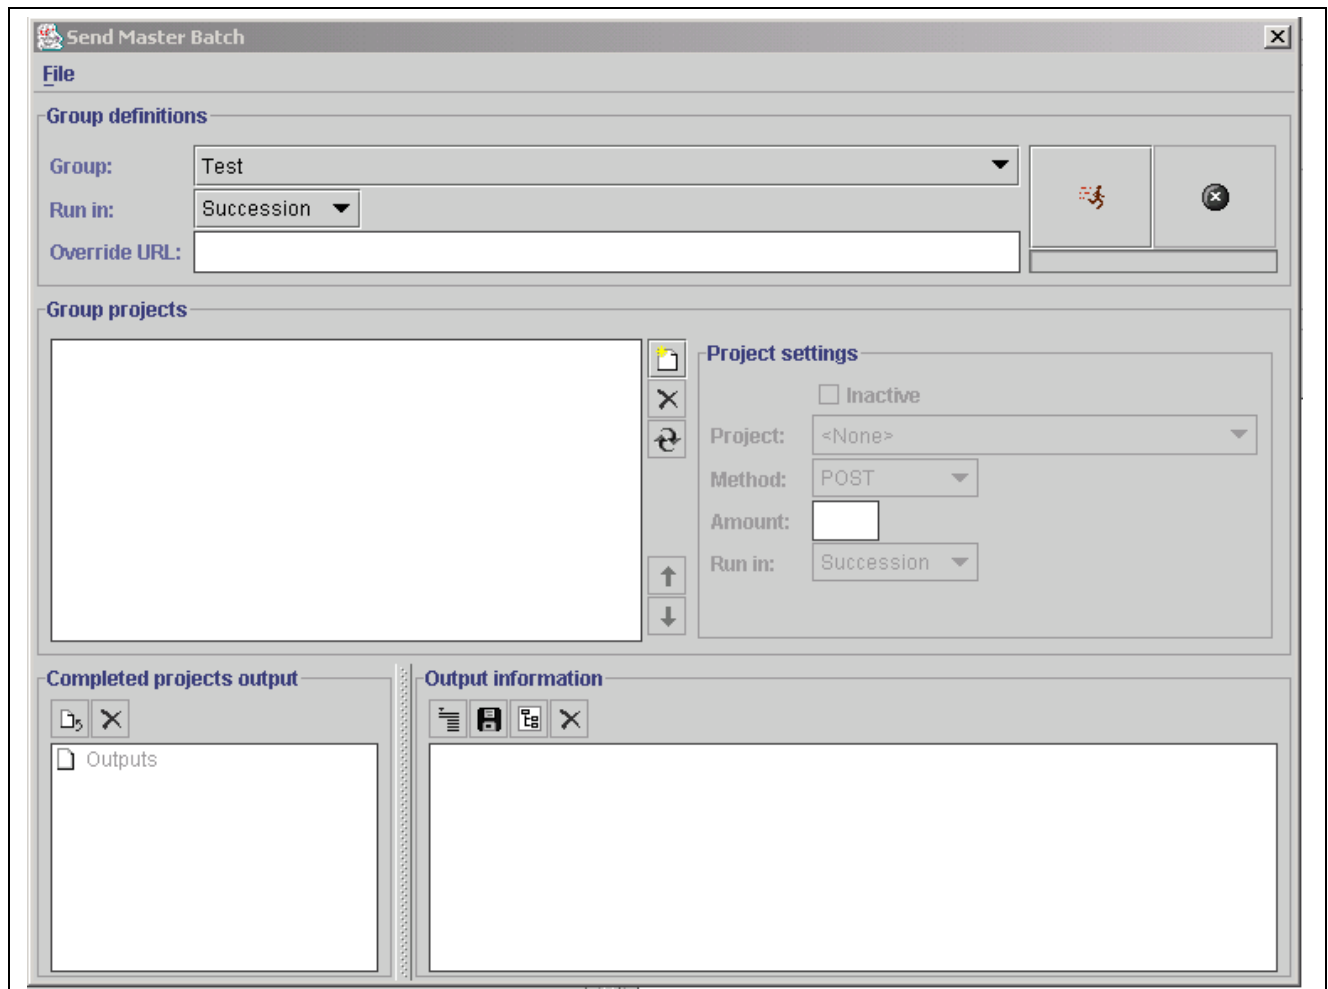 Send Master Batch
File
Group definitions
Group: Test
Run in: Succession
Override URL:
Group projects
Project settings
Inactive
Project: <None>
Method: POST
Amount:
Run in: Succession
Completed projects output
Output information
Outputs